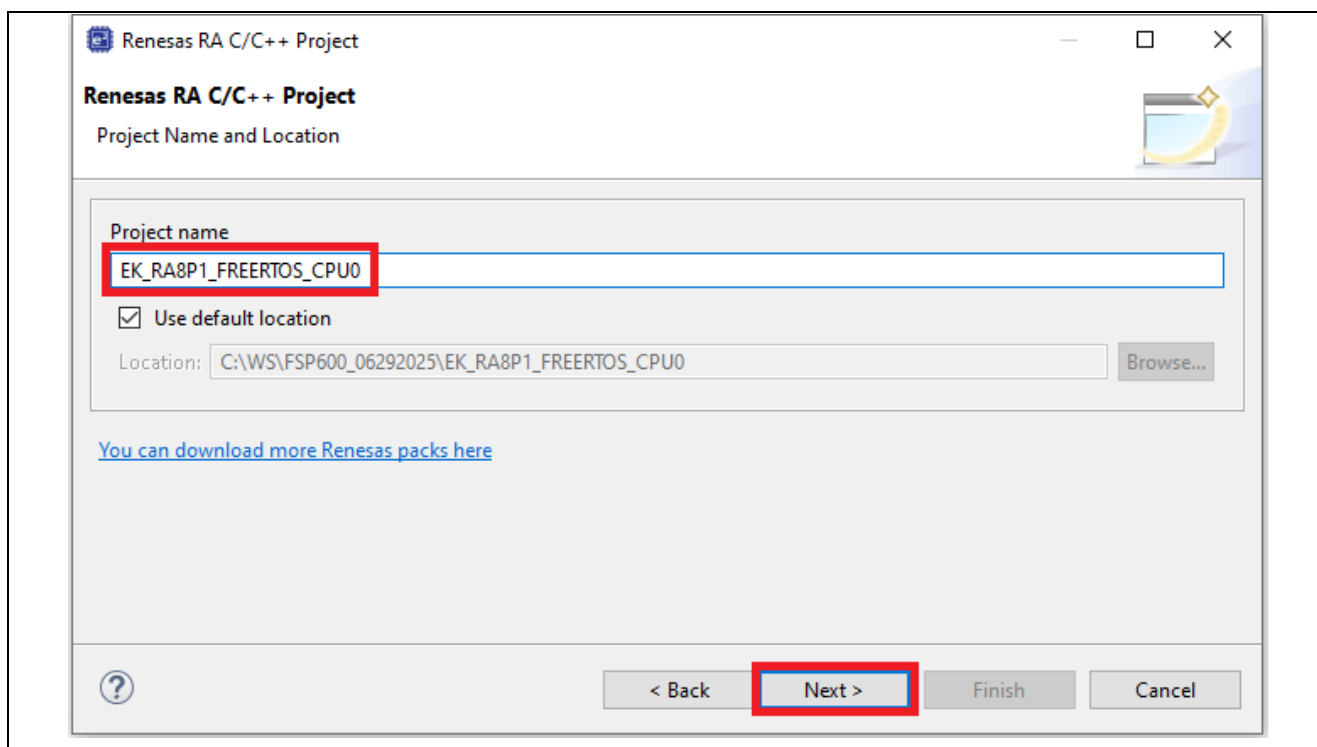 Renesas RA C/C++ Project
Renesas RA C/C++ Project
Project Name and Location
Project name
EK_RA8P1_FREERTOS_CPU0
Use default location
Location: C:\WS\FSP600_06292025\EK_RA8P1_FREERTOS_CPU0 Browse...
You can download more Renesas packs here
? < Back Next > Finish Cancel